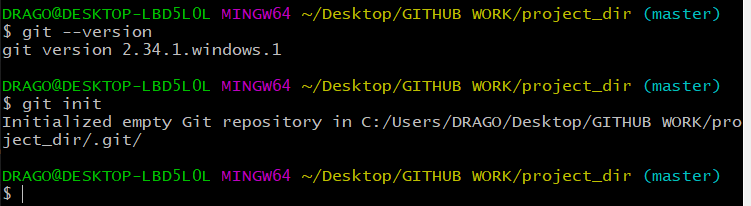 DRAGO@DESKTOP-LBD5L0L MINGW64 ~/Desktop/GITHUB WORK/project_dir (master)
$ git --version
git version 2.34.1.windows.1
DRAGO@DESKTOP-LBD5L0L MINGW64 ~/Desktop/GITHUB WORK/project_dir (master)
$ git init
Initialized empty Git repository in C:/Users/DRAGO/Desktop/GITHUB WORK/pro
ject_dir/.git/
DRAGO@DESKTOP-LBD5L0L MINGW64 ~/Desktop/GITHUB WORK/project_dir (master)
$